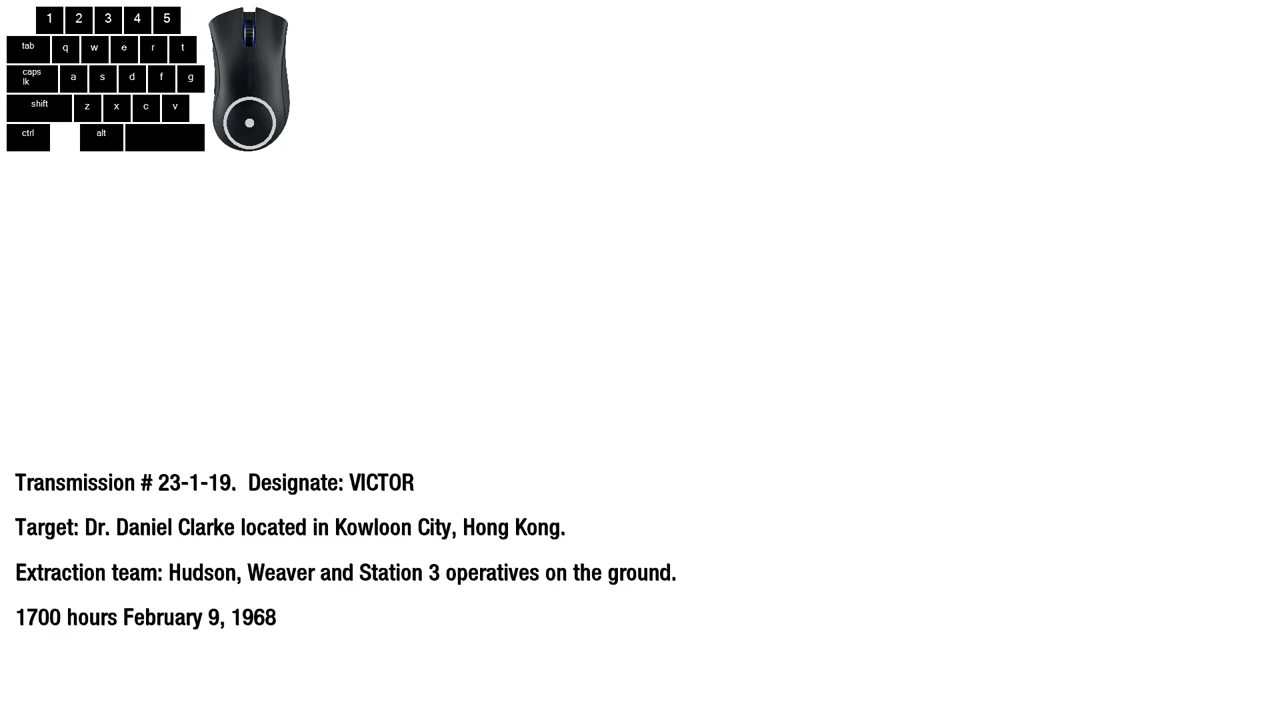 1 2 3 4 5
tab q w e r t
caps lk a s d f g
shift z x c v
ctrl alt
Transmission # 23-1-19. Designate: VICTOR
Target: Dr. Daniel Clarke located in Kowloon City, Hong Kong.
Extraction team: Hudson, Weaver and Station 3 operatives on the ground.
1700 hours February 9, 1968